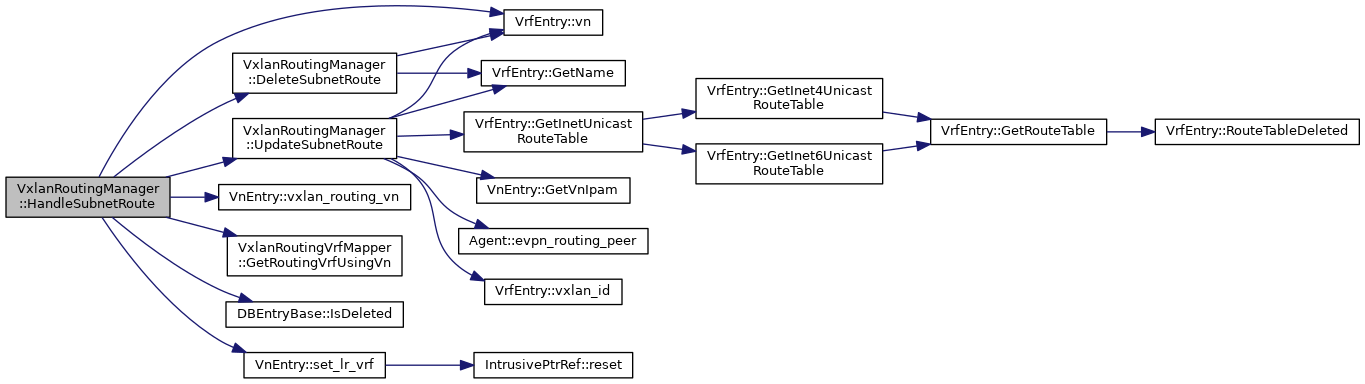 VxlanRoutingManager
::HandleSubnetRoute
VrfEntry::vn
VxlanRoutingManager
::DeleteSubnetRoute
VrfEntry::GetName
VxlanRoutingManager
::UpdateSubnetRoute
VrfEntry::GetInetUnicast
RouteTable
VrfEntry::GetInet4Unicast
RouteTable
VrfEntry::GetInet6Unicast
RouteTable
VrfEntry::GetRouteTable
VrfEntry::RouteTableDeleted
VnEntry::GetVnIpam
Agent::evpn_routing_peer
VrfEntry::vxlan_id
VnEntry::vxlan_routing_vn
VxlanRoutingVrfMapper
::GetRoutingVrfUsingVn
DBEntryBase::IsDeleted
VnEntry::set_lr_vrf
IntrusivePtrRef::reset